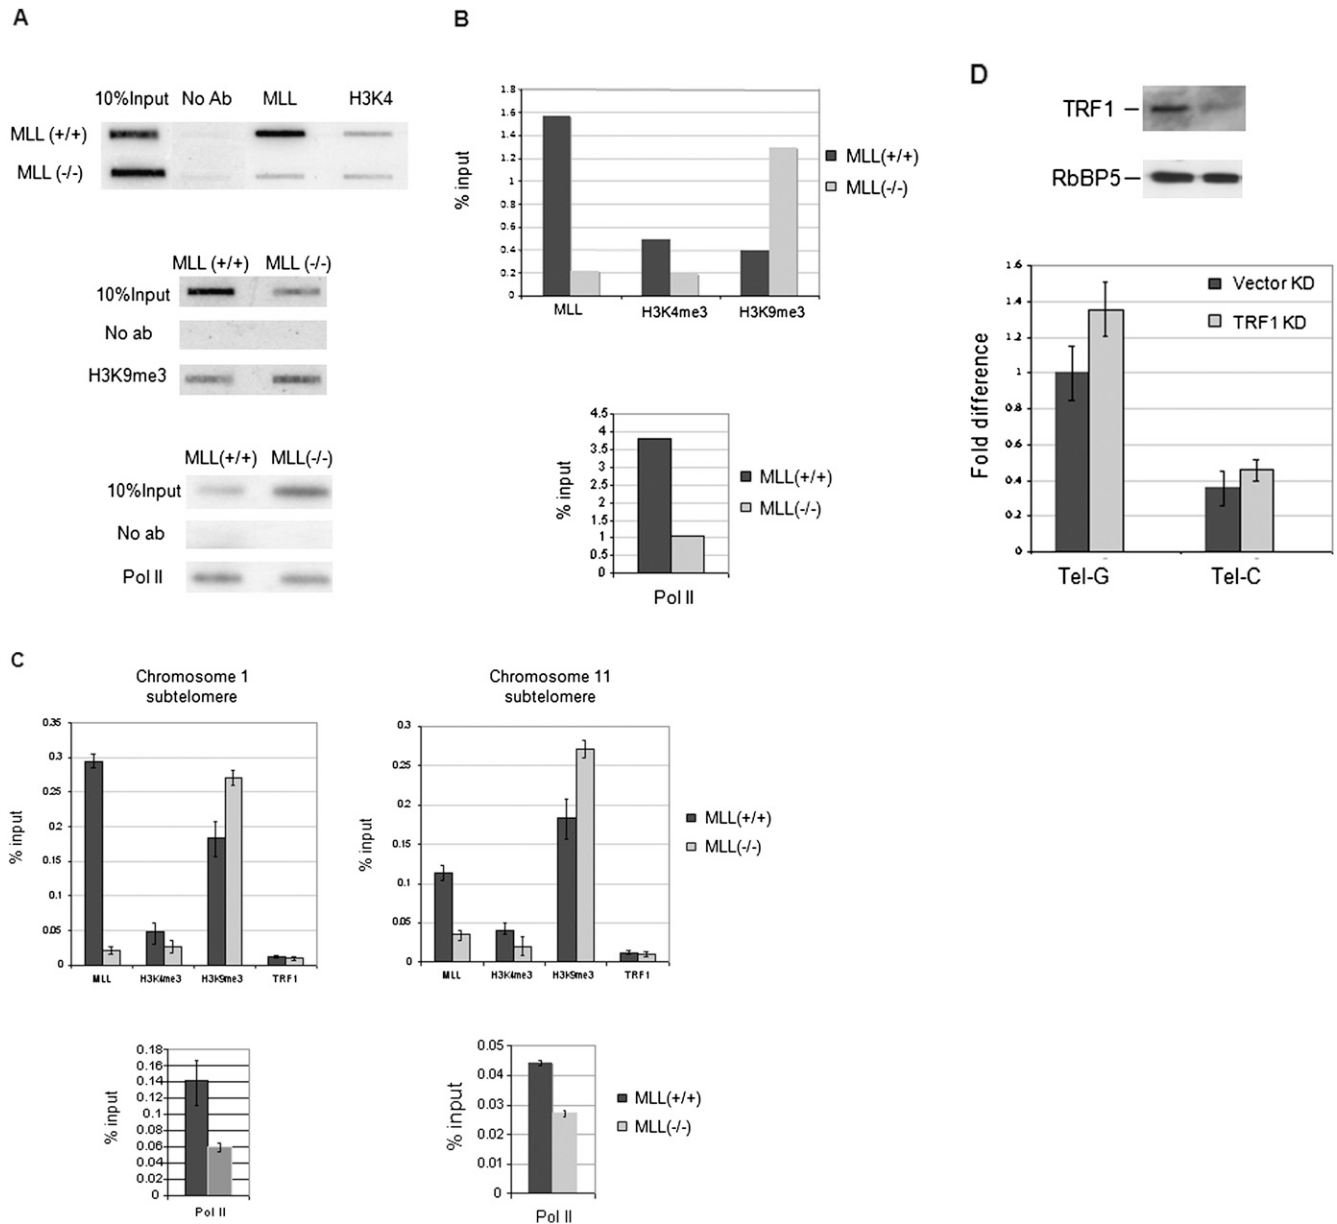 A
10%Input No Ab MLL H3K4
MLL (+/+)
MLL (-/-)
MLL (+/+) MLL (-/-)
10%Input
No ab
H3K9me3
MLL(+/+) MLL(-/-)
10%Input
No ab
Pol II
B
1.8
1.6
1.4
1.2
1
0.8
0.6
0.4
0.2
0
% input
MLL H3K4me3 H3K9me3
MLL(+/+)
MLL(-/-)
4.5
4
3.5
3
2.5
2
1.5
1
0.5
0
% input
Pol II
MLL(+/+)
MLL(-/-)
D
TRF1
RbBP5
1.6
1.4
1.2
1
0.8
0.6
0.4
0.2
0
Fold difference
Vector KD
TRF1 KD
Tel-G Tel-C
C
Chromosome 1
subtelomere
0.35
0.3
0.25
0.2
0.15
0.1
0.05
0
% input
MLL H3K4me3 H3K9me3 TRF1
Chromosome 11
subtelomere
0.3
0.25
0.2
0.15
0.1
0.05
0
% input
MLL H3K4me3 H3K9me3 TRF1
MLL(+/+)
MLL(-/-)
0.18
0.16
0.14
0.12
0.1
0.08
0.06
0.04
0.02
0
% input
Pol II
0.05
0.04
0.03
0.02
0.01
0
% input
Pol II
MLL(+/+)
MLL(-/-)